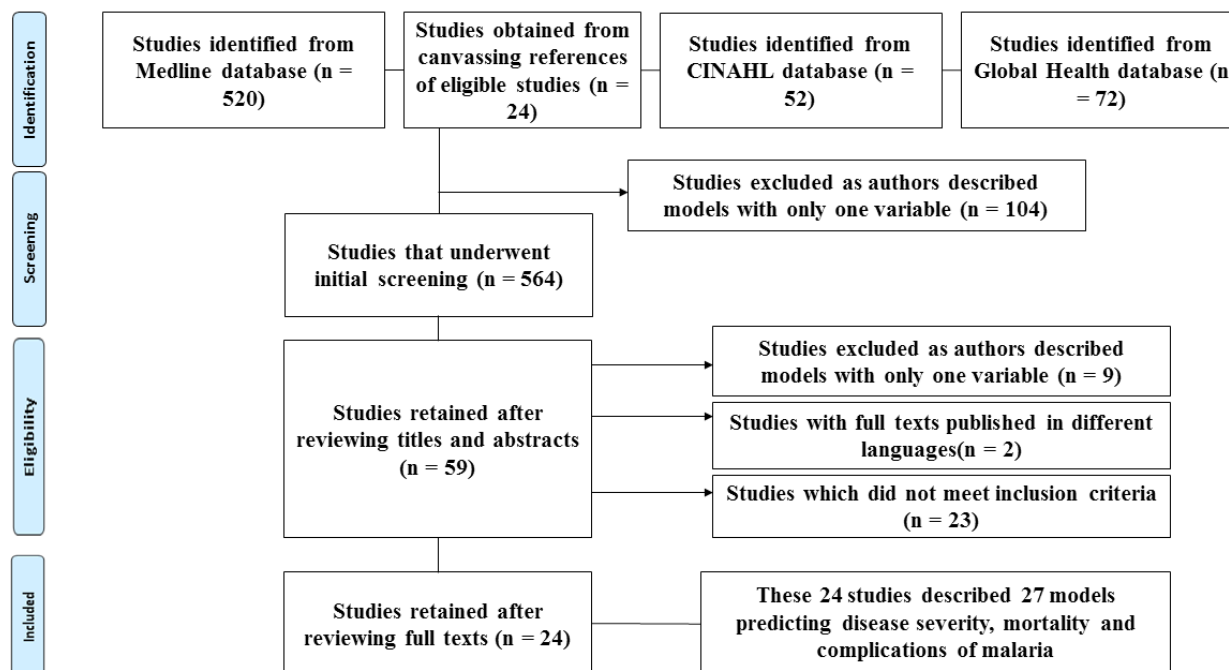 Identification
Studies identified from
Medline database (n =
520)
Studies obtained from
canvassing references
of eligible studies (n =
24)
Studies identified from
CINAHL database (n =
52)
Studies identified from
Global Health database (n
= 72)
Screening
Studies excluded as authors described
models with only one variable (n = 104)
Studies that underwent
initial screening (n = 564)
Eligibility
Studies retained after
reviewing titles and abstracts
(n = 59)
Studies excluded as authors described
models with only one variable (n = 9)
Studies with full texts published in different
languages(n = 2)
Studies which did not meet inclusion criteria
(n = 23)
Included
Studies retained after
reviewing full texts (n = 24)
These 24 studies described 27 models
predicting disease severity, mortality and
complications of malaria